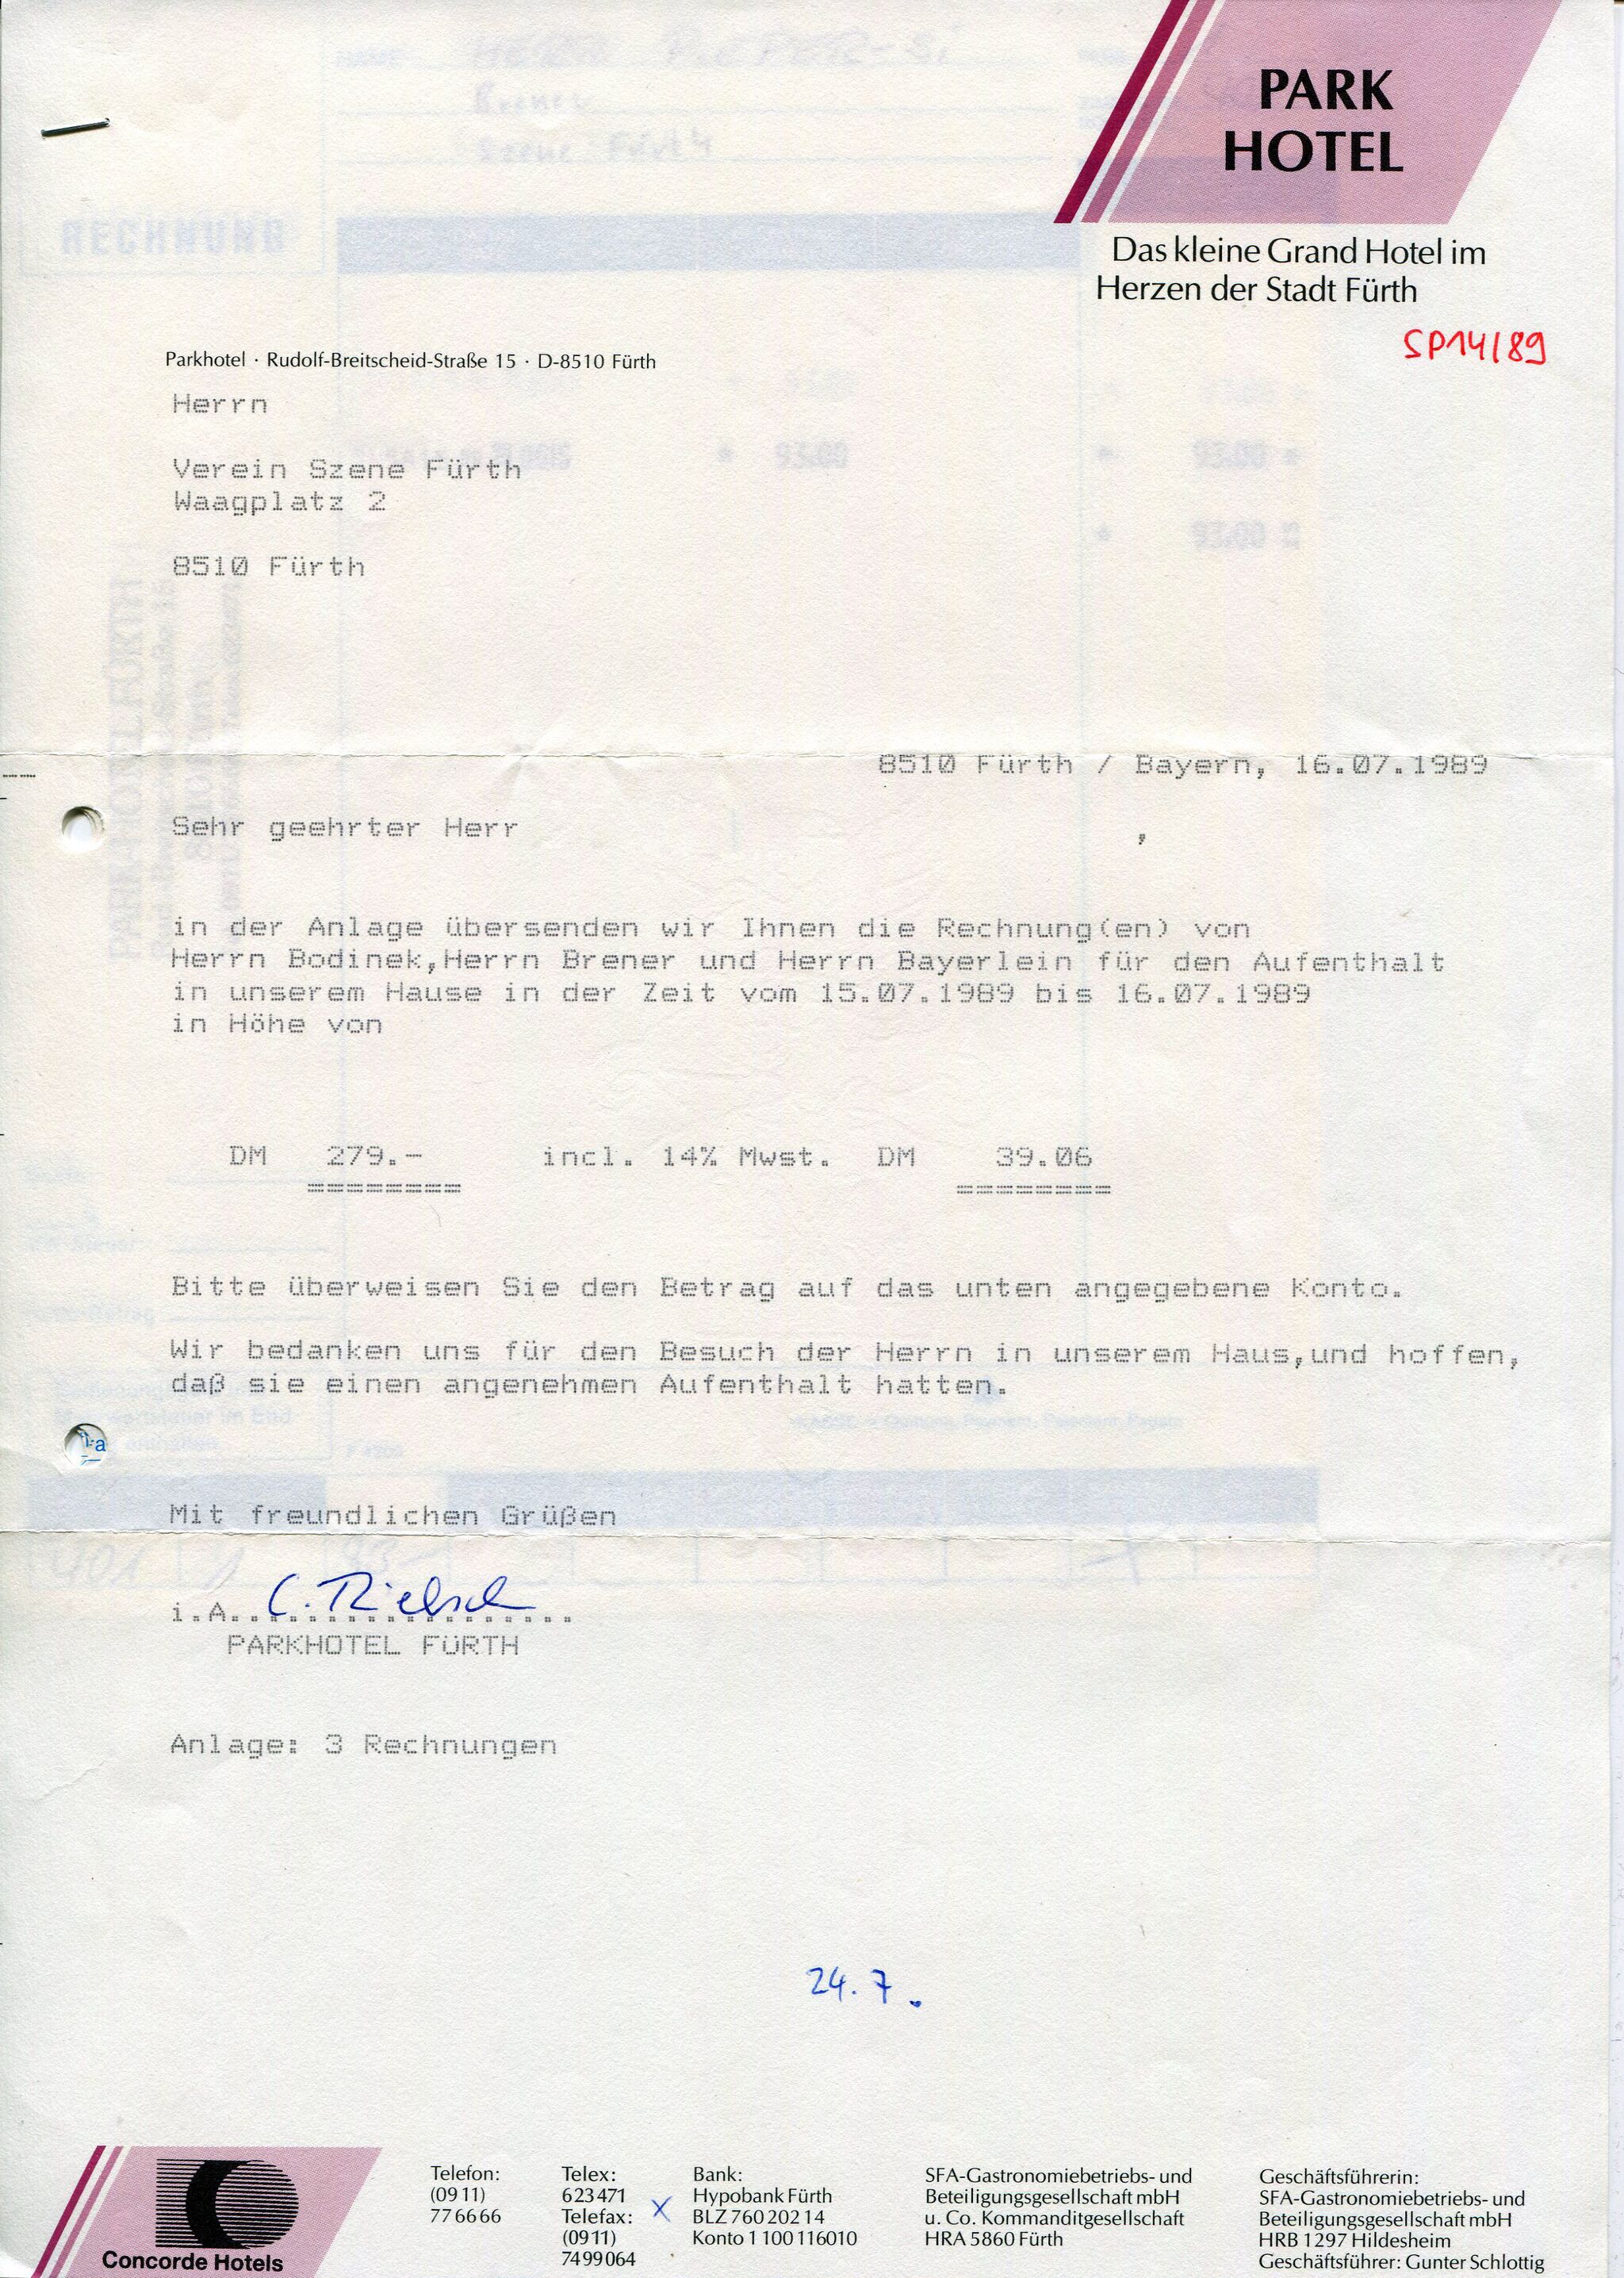 PARK
HOTEL
Das kleine Grand Hotel im
Herzen der Stadt Fürth
SP14/89
Parkhotel · Rudolf-Breitscheid-Straße 15 · D-8510 Fürth
Herrn
Verein Szene Fürth
Waagplatz 2
8510 Fürth
8510 Fürth / Bayern, 16.07.1989
Sehr geehrter Herr ,
in der Anlage übersenden wir Ihnen die Rechnung(en) von
Herrn Bodinek,Herrn Brener und Herrn Bayerlein für den Aufenthalt
in unserem Hause in der Zeit vom 15.07.1989 bis 16.07.1989
in Höhe von
DM 279.- incl. 14% Mwst. DM 39.06
======== ========
Bitte überweisen Sie den Betrag auf das unten angegebene Konto.
Wir bedanken uns für den Besuch der Herrn in unserem Haus,und hoffen,
daß sie einen angenehmen Aufenthalt hatten.
Mit freundlichen Grüßen
i.A..................
PARKHOTEL FüRTH
Anlage: 3 Rechnungen
24. 7.
Concorde Hotels
Telefon:
(0911)
77 66 66
Telex:
623 471
Telefax:
(0911)
7499064
X
Bank:
Hypobank Fürth
BLZ 760 202 14
Konto 1 100 116010
SFA-Gastronomiebetriebs- und
Beteiligungsgesellschaft mbH
u. Co. Kommanditgesellschaft
HRA 5860 Fürth
Geschäftsführerin:
SFA-Gastronomiebetriebs- und
Beteiligungsgesellschaft mbH
HRB 1297 Hildesheim
Geschäftsführer: Gunter Schlottig